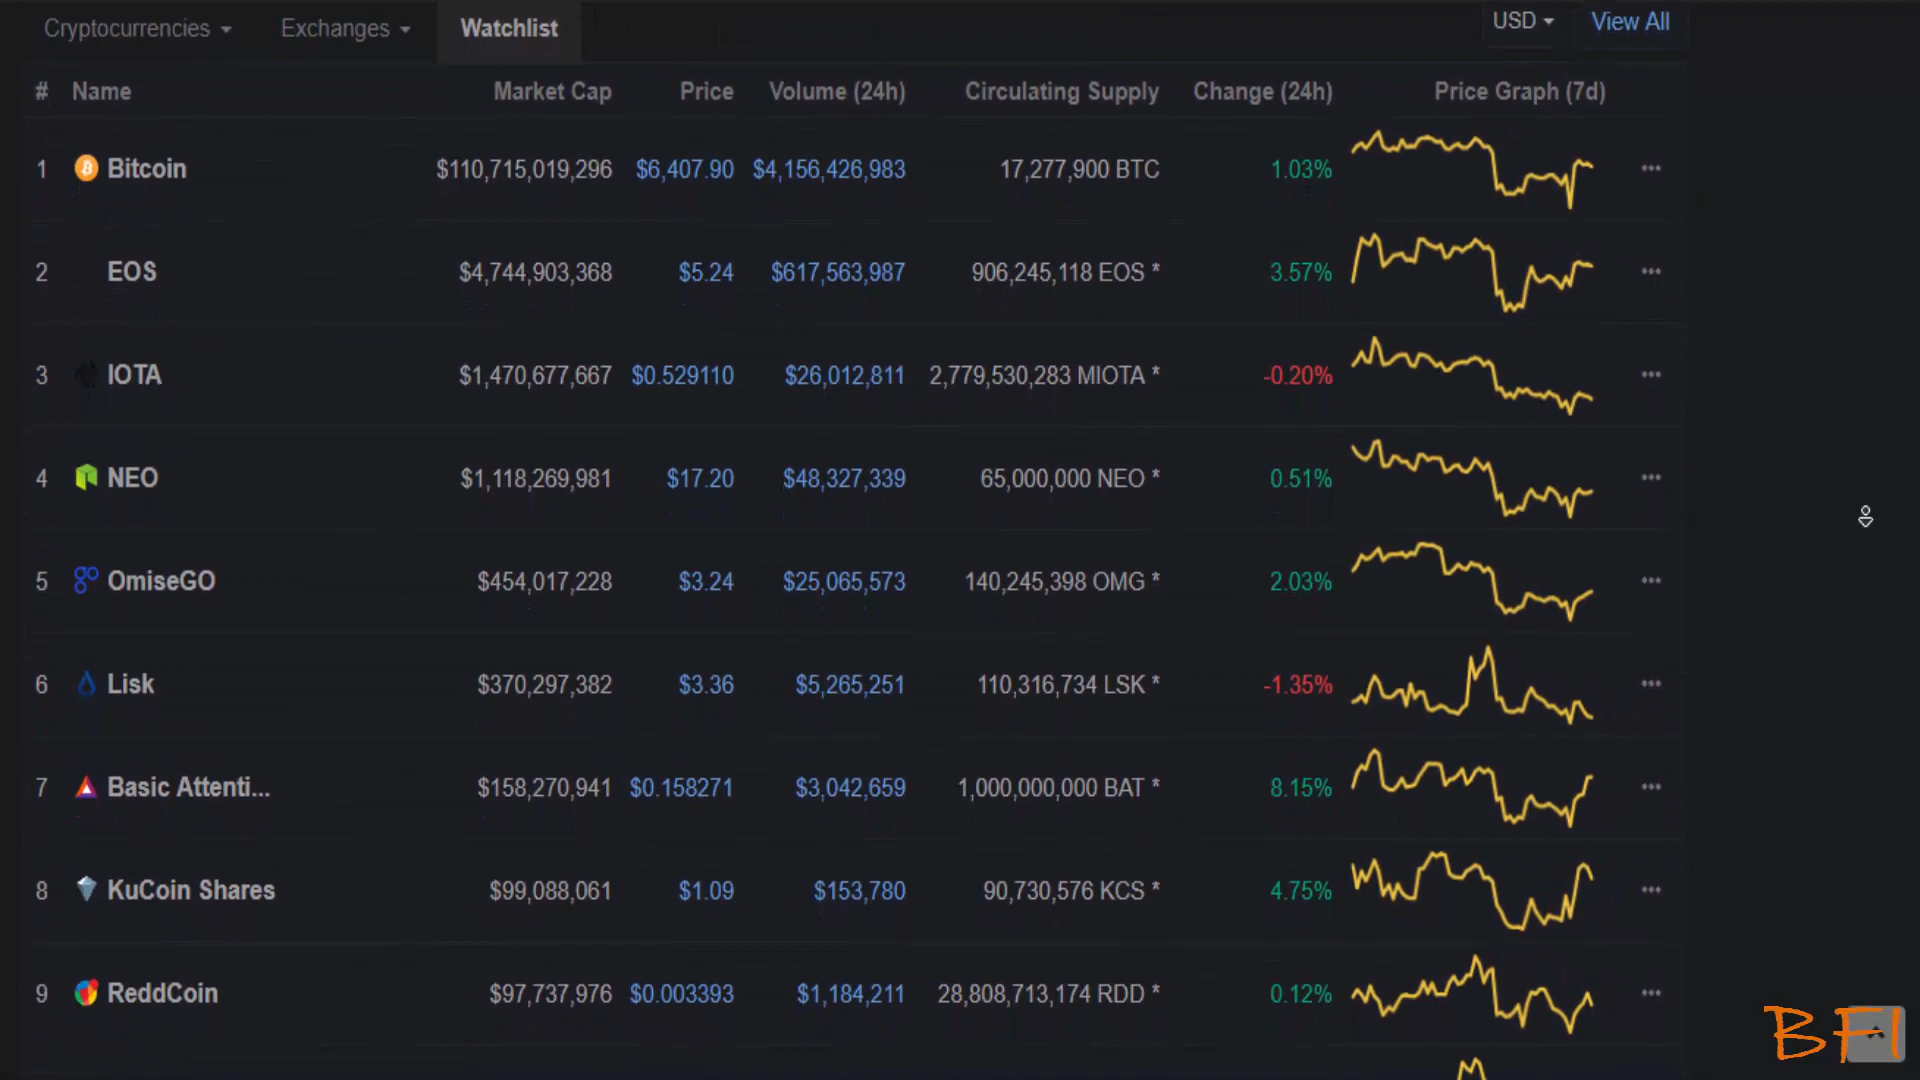 Cryptocurrencies Exchanges Watchlist USD View All
# Name Market Cap Price Volume (24h) Circulating Supply Change (24h) Price Graph (7d)
1 Bitcoin $110,715,019,296 $6,407.90 $4,156,426,983 17,277,900 BTC 1.03%
2 EOS $4,744,903,368 $5.24 $617,563,987 906,245,118 EOS * 3.57%
3 IOTA $1,470,677,667 $0.529110 $26,012,811 2,779,530,283 MIOTA * -0.20%
4 NEO $1,118,269,981 $17.20 $48,327,339 65,000,000 NEO * 0.51%
5 OmiseGO $454,017,228 $3.24 $25,065,573 140,245,398 OMG * 2.03%
6 Lisk $370,297,382 $3.36 $5,265,251 110,316,734 LSK * -1.35%
7 Basic Attenti... $158,270,941 $0.158271 $3,042,659 1,000,000,000 BAT * 8.15%
8 KuCoin Shares $99,088,061 $1.09 $153,780 90,730,576 KCS * 4.75%
9 ReddCoin $97,737,976 $0.003393 $1,184,211 28,808,713,174 RDD * 0.12%
BFI